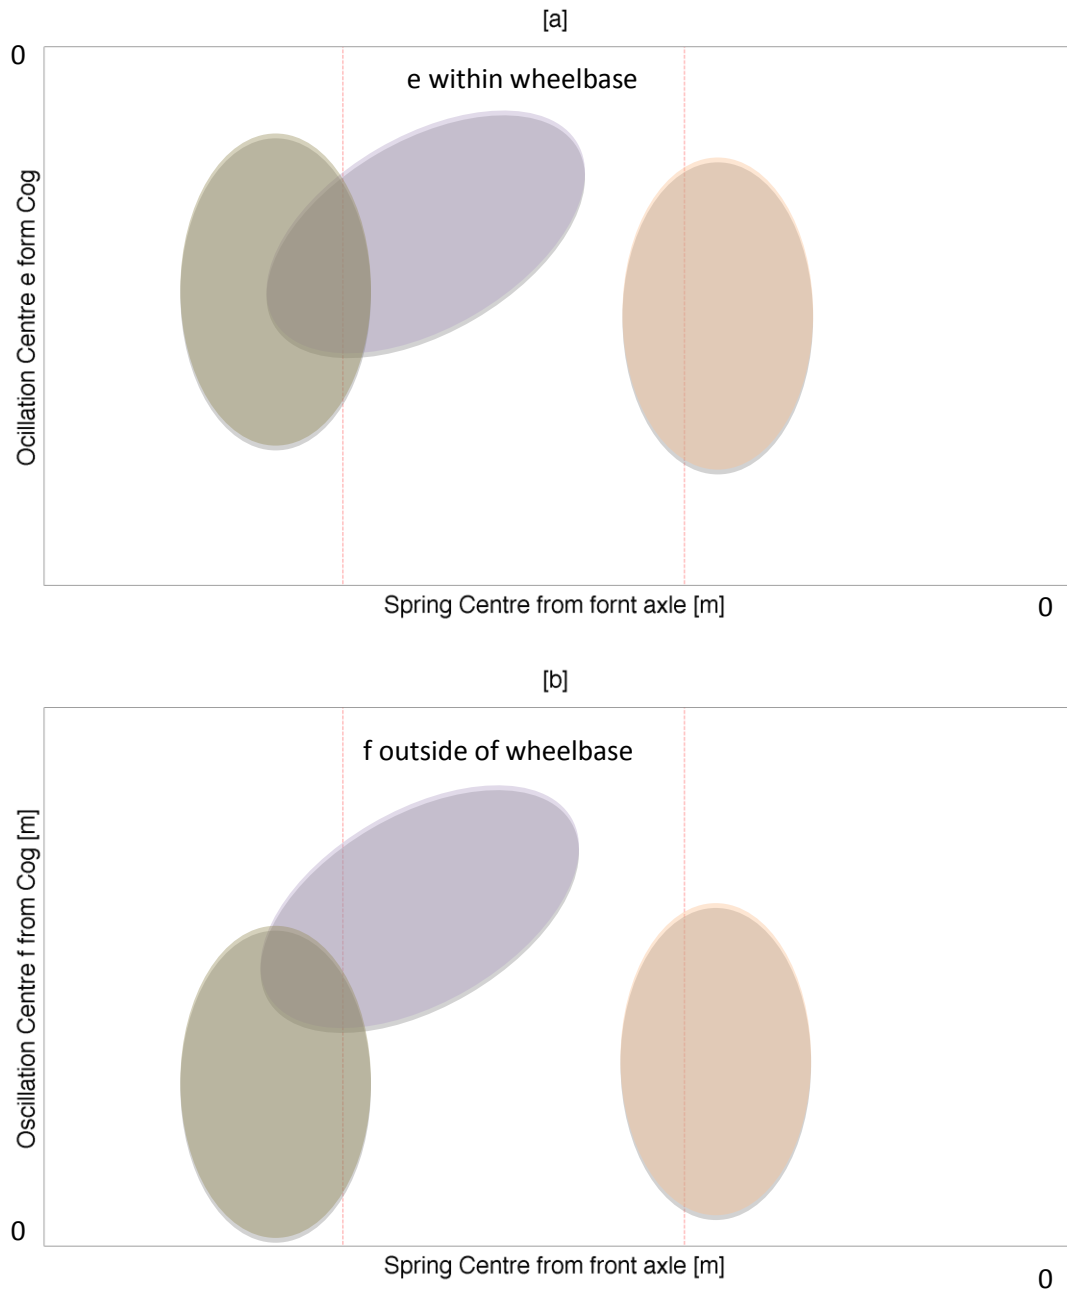 [a]
0
e within wheelbase
Ocillation Centre e form Cog
Spring Centre from fornt axle [m]
0
[b]
f outside of wheelbase
Oscillation Centre f from Cog [m]
0
Spring Centre from front axle [m]
0